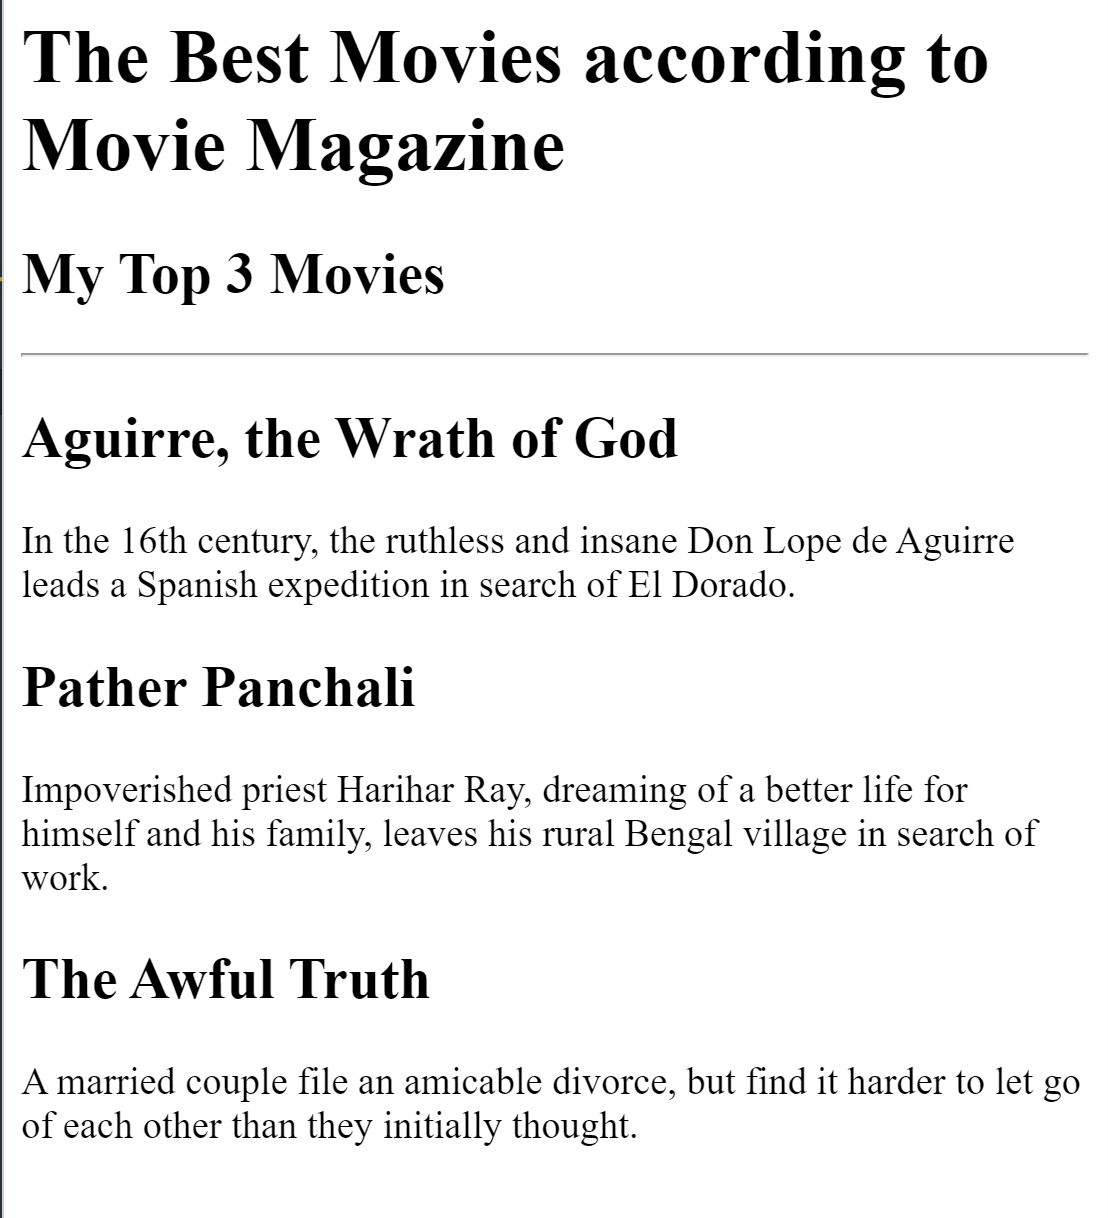 The Best Movies according to
Movie Magazine
My Top 3 Movies
Aguirre, the Wrath of God
In the 16th century, the ruthless and insane Don Lope de Aguirre
leads a Spanish expedition in search of El Dorado.
Pather Panchali
Impoverished priest Harihar Ray, dreaming of a better life for
himself and his family, leaves his rural Bengal village in search of
work.
The Awful Truth
A married couple file an amicable divorce, but find it harder to let go
of each other than they initially thought.